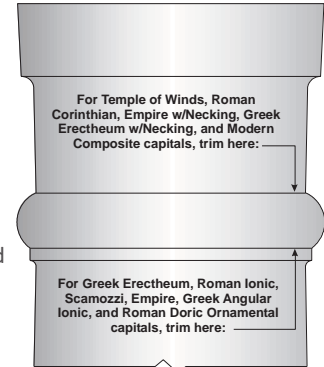 For Temple of Winds, Roman
Corinthian, Empire w/Necking, Greek
Erectheum w/Necking, and Modern
Composite capitals, trim here:
d
For Greek Erectheum, Roman Ionic,
Scamozzi, Empire, Greek Angular
Ionic, and Roman Doric Ornamental
capitals, trim here: